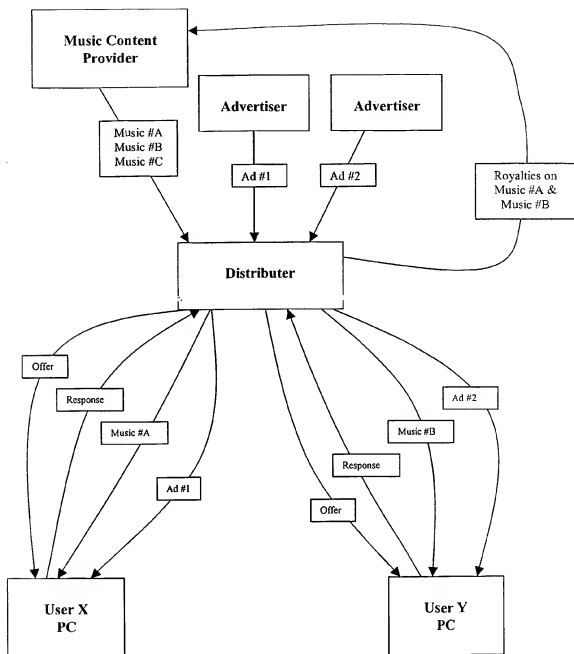 Music Content
Provider
Advertiser
Advertiser
Music #A
Music #B
Music #C
Ad #1
Ad #2
Royalties on
Music #A &
Music #B
Distributer
Offer
Response
Music #A
Ad #1
Ad #2
Music #B
Response
Offer
User X
PC
User Y
PC